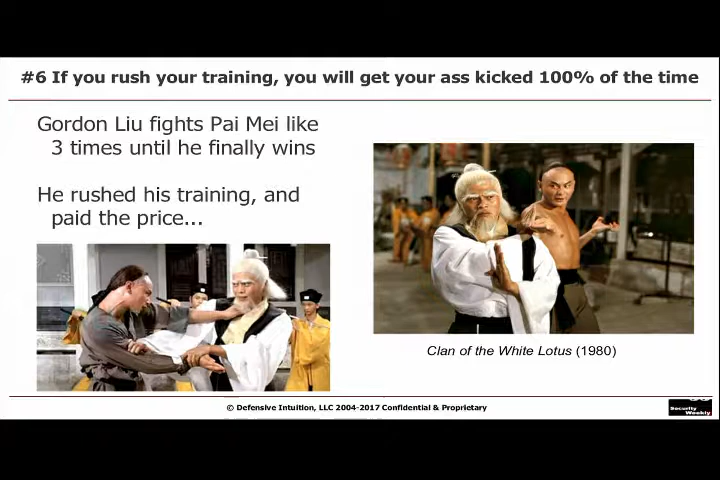 #6 If you rush your training, you will get your ass kicked 100% of the time
Gordon Liu fights Pai Mei like
3 times until he finally wins
He rushed his training, and
paid the price...
Clan of the White Lotus (1980)
© Defensive Intuition, LLC 2004-2017 Confidential & Proprietary
Security
Weekly